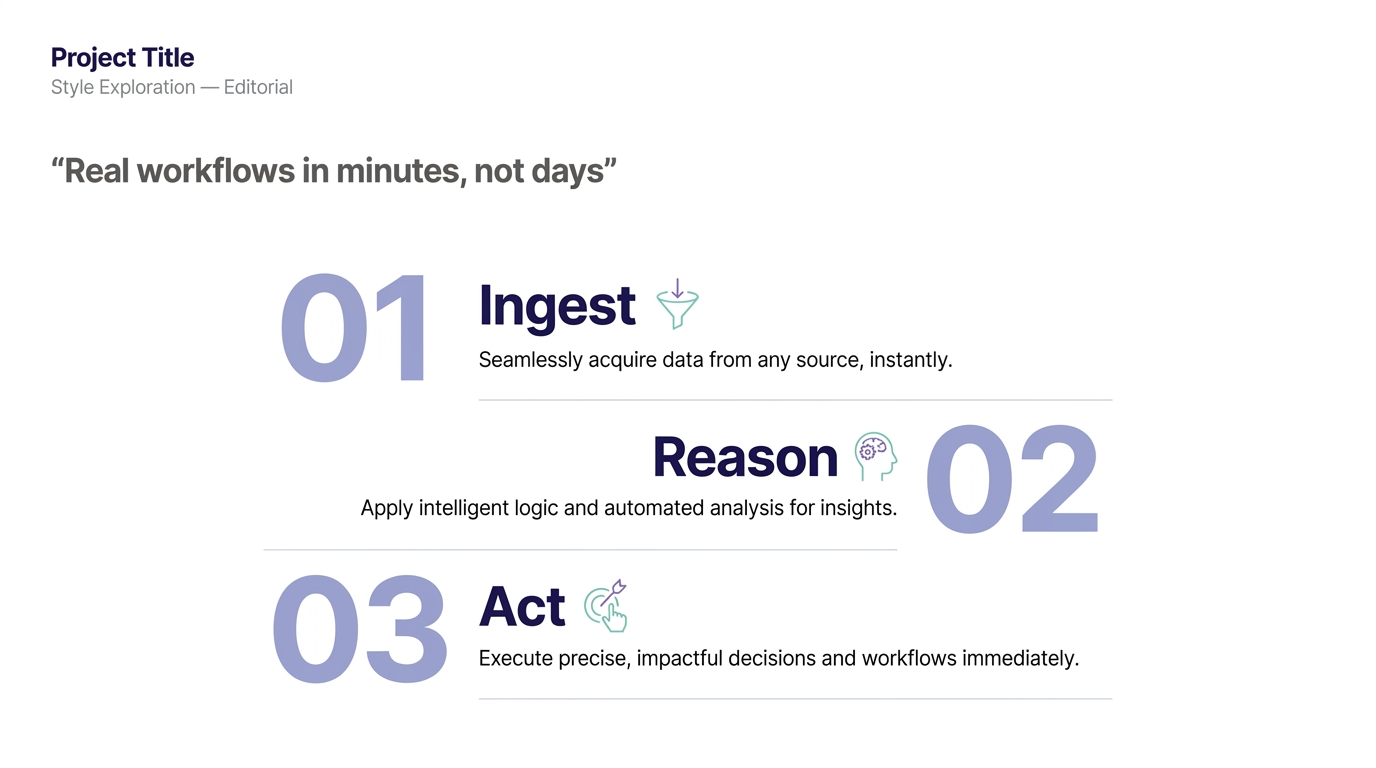 Project Title
Style Exploration — Editorial
“Real workflows in minutes, not days”
01
Ingest
Seamlessly acquire data from any source, instantly.
Reason
02
Apply intelligent logic and automated analysis for insights.
03
Act
Execute precise, impactful decisions and workflows immediately.